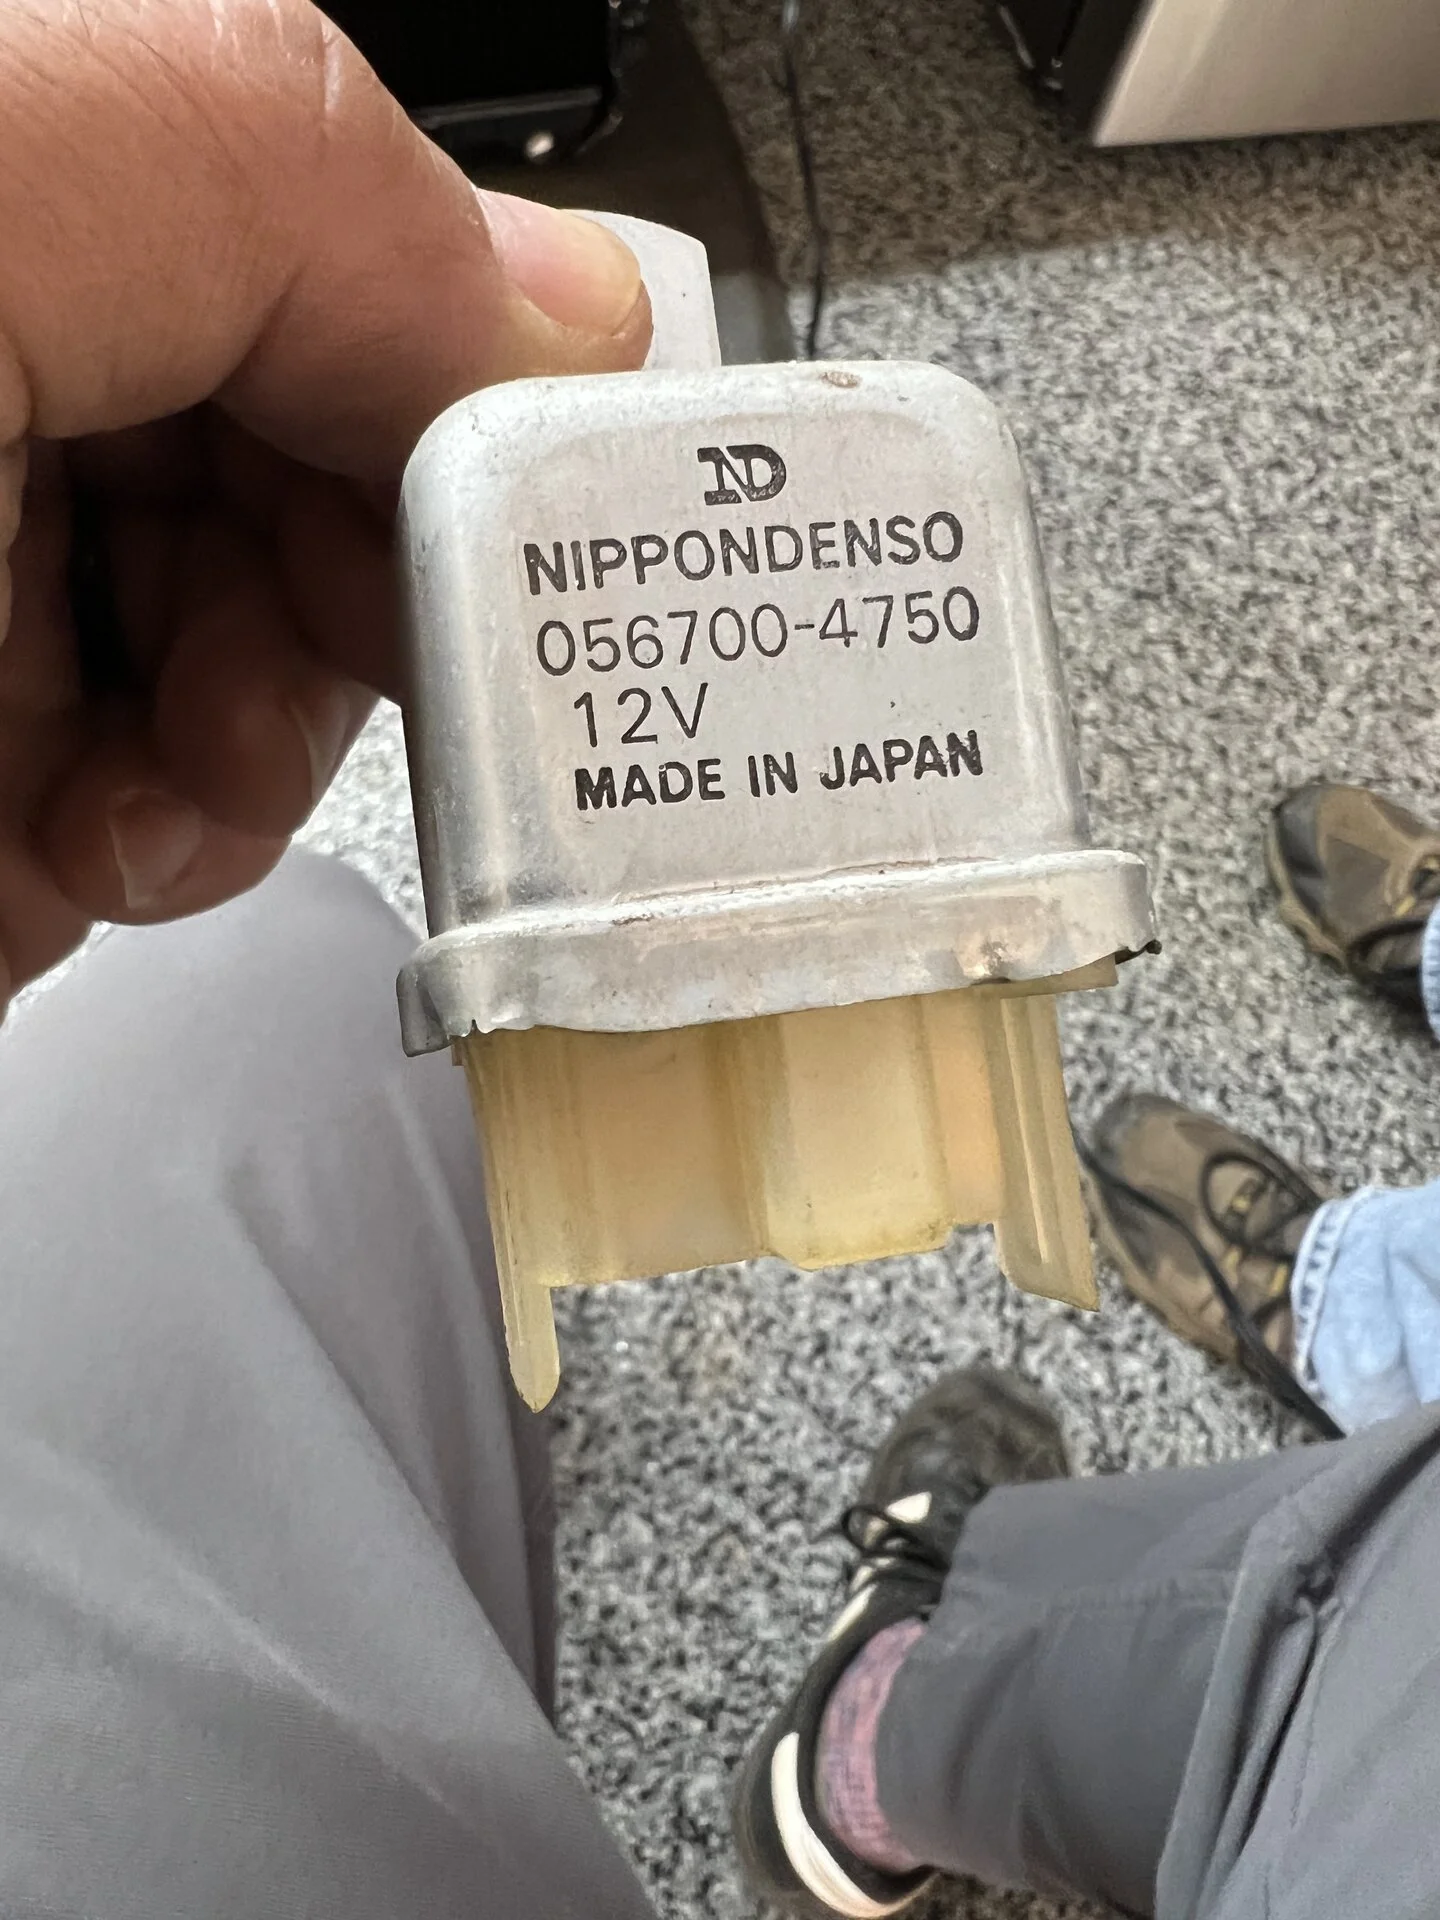 ND
NIPPONDENSO
056700-4750
12V
MADE IN JAPAN